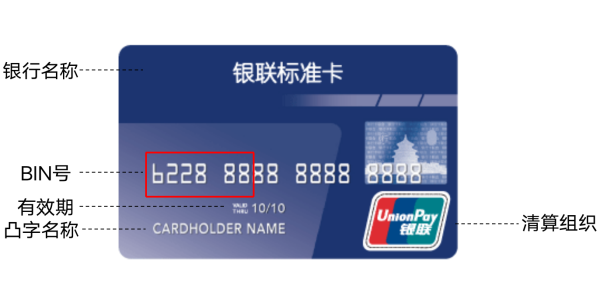 银行名称
银联标准卡
BIN号
6228 8888 8888 8888
有效期
VALID THRU 10/10
凸字名称
CARDHOLDER NAME
UnionPay
银联
清算组织